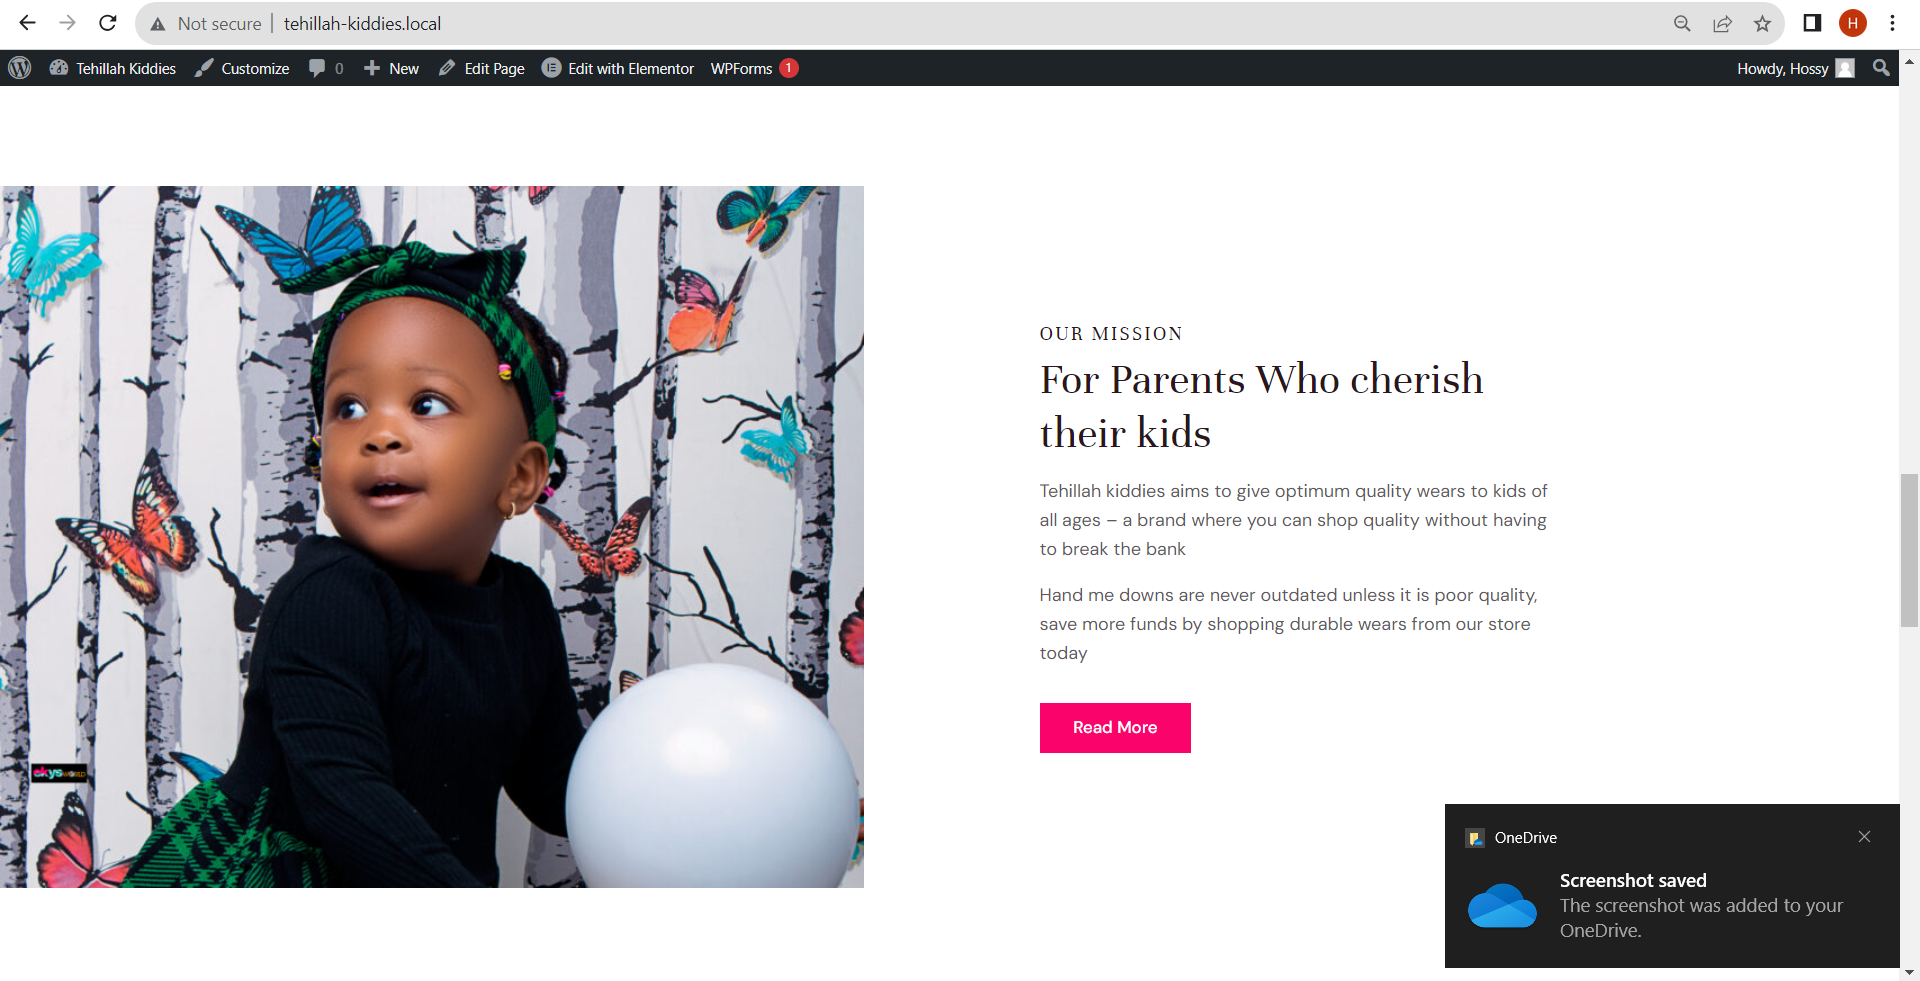 Not secure
tehillah-kiddies.local
H
Tehillah Kiddies
Customize
0
New
Edit Page
Edit with Elementor
WPForms 1
Howdy, Hossy
OUR MISSION
For Parents Who cherish
their kids
Tehillah kiddies aims to give optimum quality wears to kids of
all ages – a brand where you can shop quality without having
to break the bank
Hand me downs are never outdated unless it is poor quality,
save more funds by shopping durable wears from our store
today
Read More
ekysWORLD
OneDrive
Screenshot saved
The screenshot was added to your
OneDrive.